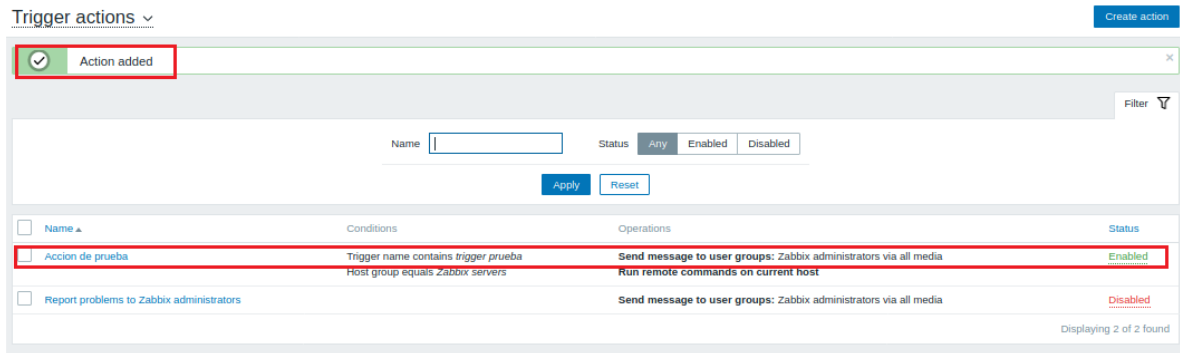 Trigger actions
Create action
Action added
Filter
Name
Status Any Enabled Disabled
Apply Reset
Name Conditions Operations Status
Accion de prueba Trigger name contains trigger prueba Send message to user groups: Zabbix administrators via all media Enabled
Host group equals Zabbix servers Run remote commands on current host
Report problems to Zabbix administrators Send message to user groups: Zabbix administrators via all media Disabled
Displaying 2 of 2 found